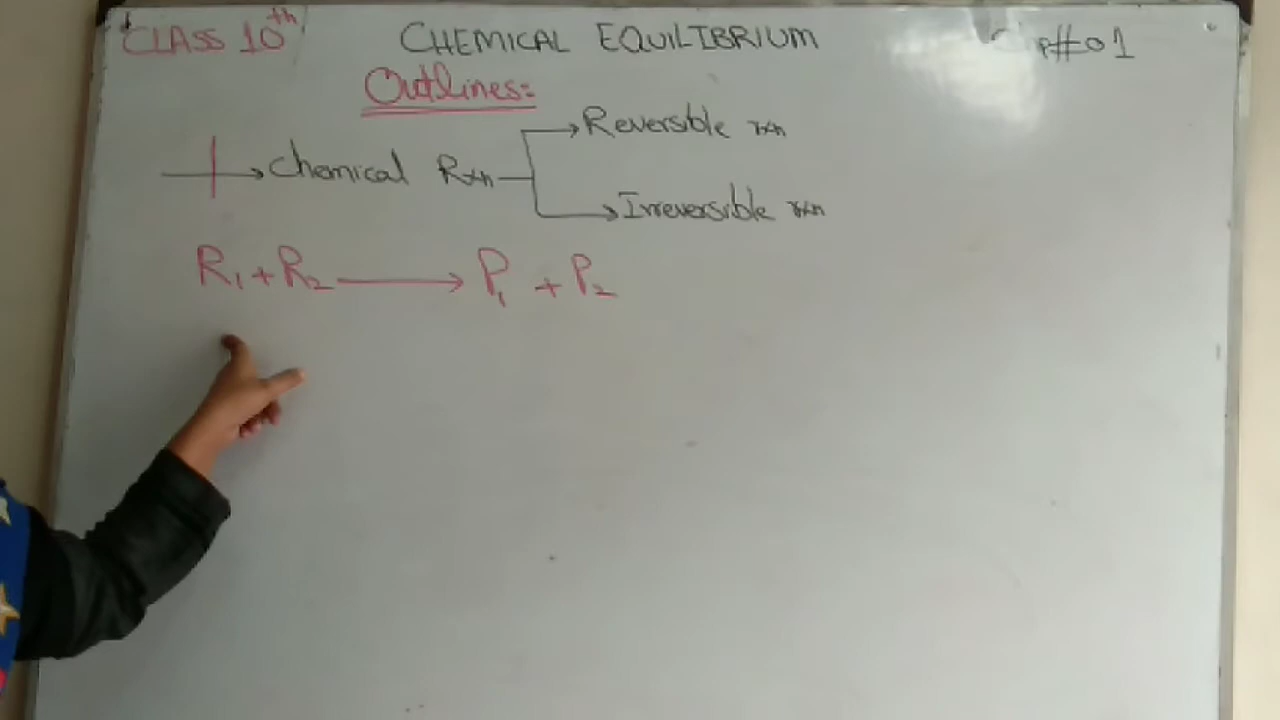 CLASS 10th CHEMICAL EQUILIBRIUM P#01
Outlines:
Reversible rxn
Chemical Rxn
Irreversible rxn
R₁+R₂ → P₁ + P₂